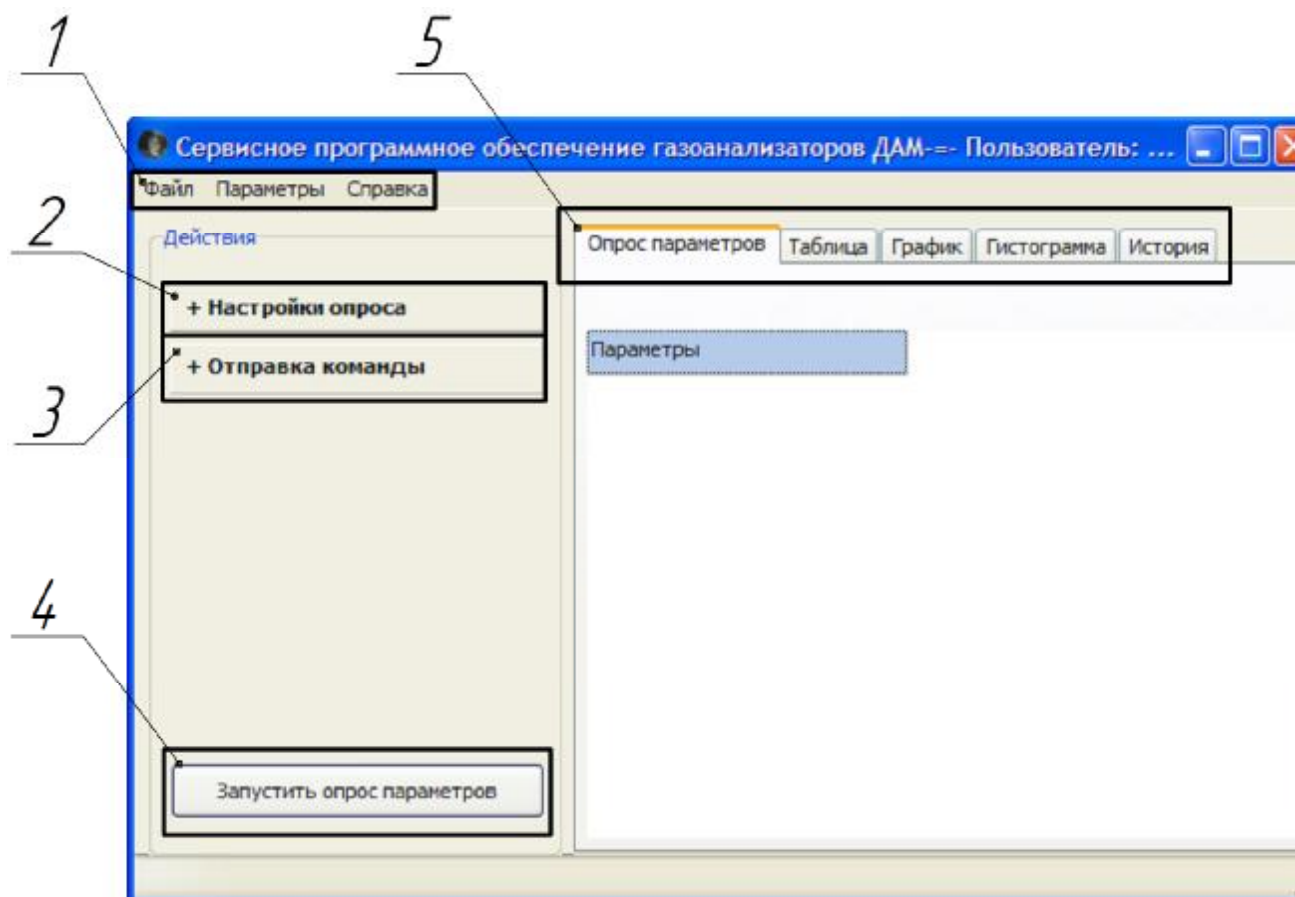 1
5
Сервисное программное обеспечение газоанализаторов ДАМ-=- Пользователь: ...
Файл Параметры Справка
2
Действия
Опрос параметров Таблица График Гистограмма История
+ Настройки опроса
Параметры
+ Отправка команды
3
4
Запустить опрос параметров